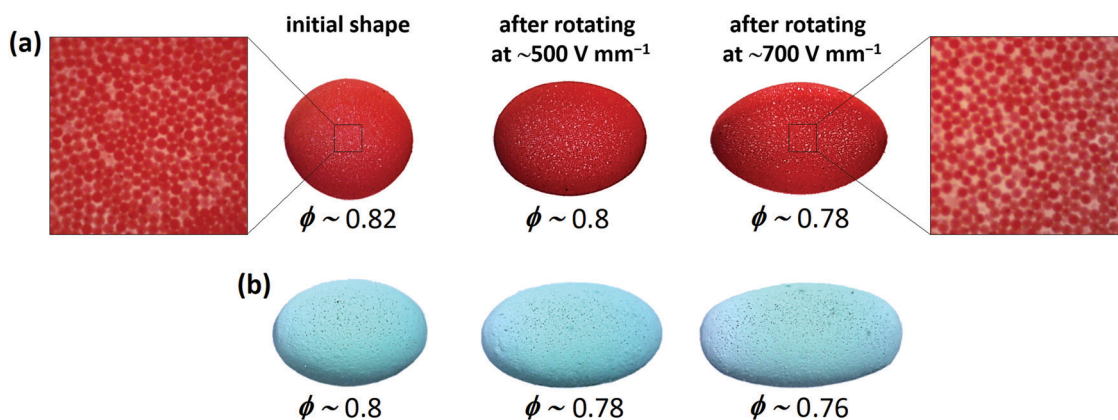 (a)
initial shape
after rotating
at ~500 V mm⁻¹
after rotating
at ~700 V mm⁻¹
ϕ ~ 0.82
ϕ ~ 0.8
ϕ ~ 0.78
(b)
ϕ ~ 0.8
ϕ ~ 0.78
ϕ ~ 0.76